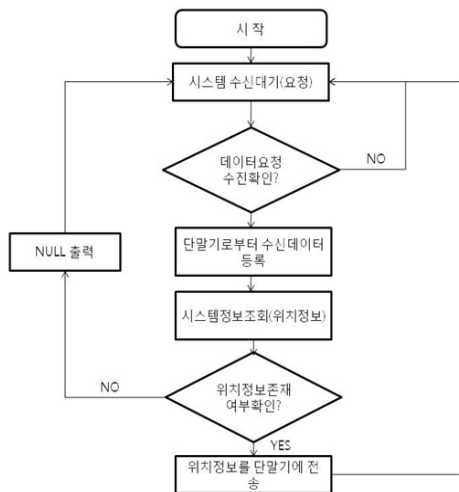 시 작
시스템 수신대기(요청)
데이터요청
수진확인?
NO
단말기로부터 수신데이터
등록
NULL 출력
시스템정보조회(위치정보)
NO
위치정보존재
여부확인?
YES
위치정보를 단말기에 전
송